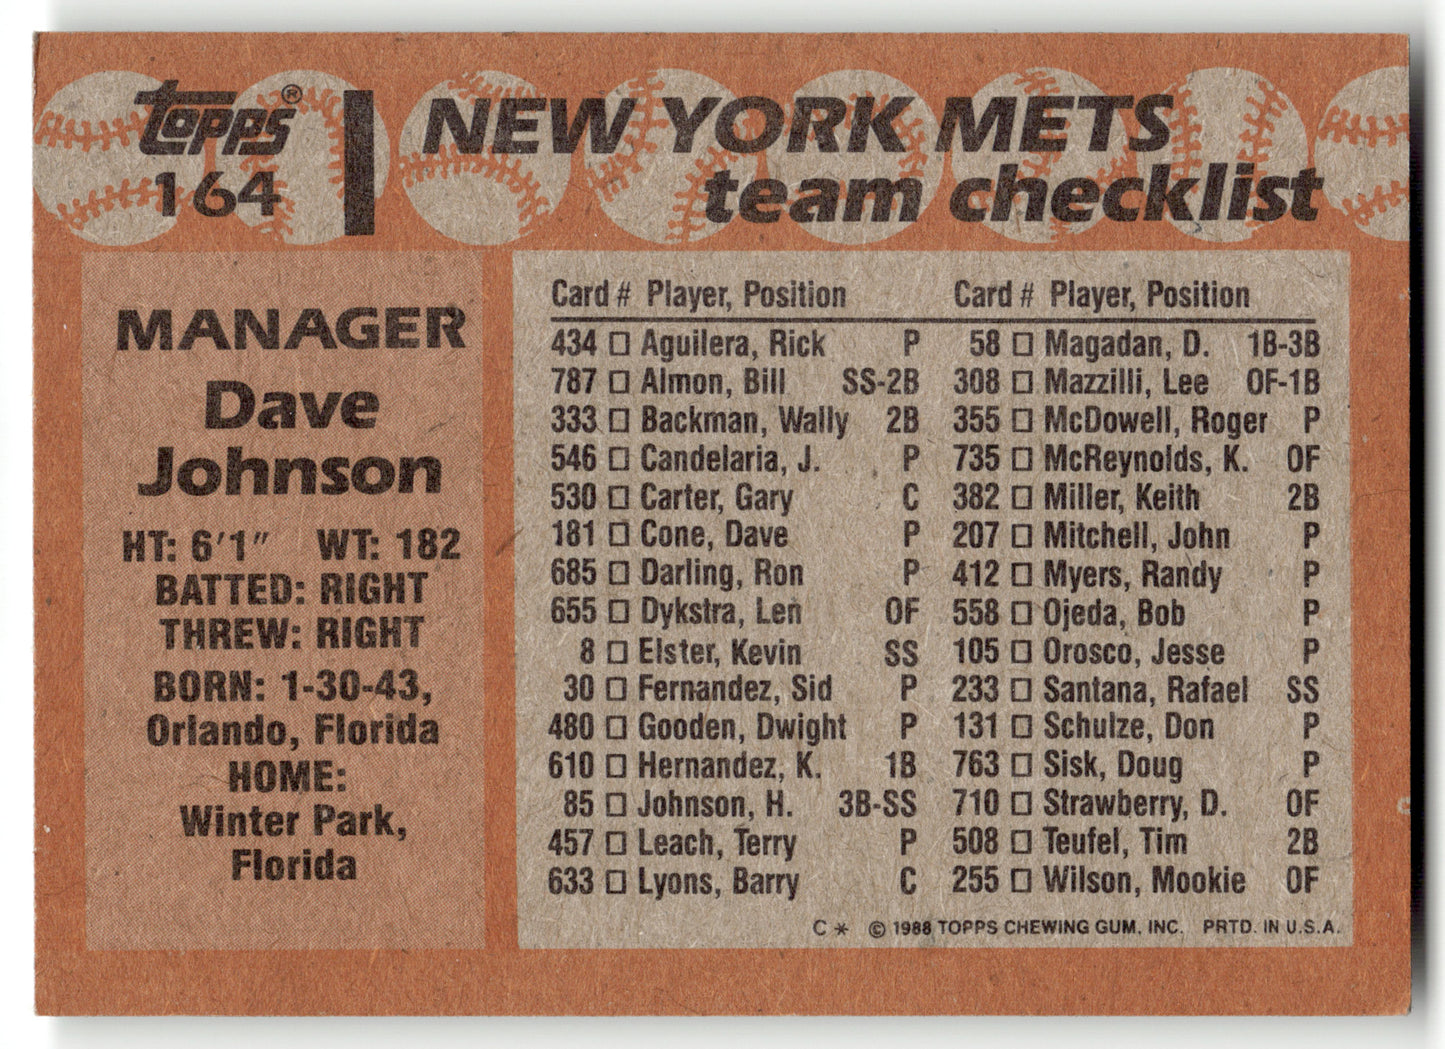 topps®
164
NEW YORK METS
team checklist
MANAGER
Dave
Johnson
HT: 6'1" WT: 182
BATTED: RIGHT
THREW: RIGHT
BORN: 1-30-43,
Orlando, Florida
HOME:
Winter Park,
Florida
Card # Player, Position
434 □ Aguilera, Rick P
787 □ Almon, Bill SS-2B
333 □ Backman, Wally 2B
546 □ Candelaria, J. P
530 □ Carter, Gary C
181 □ Cone, Dave P
685 □ Darling, Ron P
655 □ Dykstra, Len OF
8 □ Elster, Kevin SS
30 □ Fernandez, Sid P
480 □ Gooden, Dwight P
610 □ Hernandez, K. 1B
85 □ Johnson, H. 3B-SS
457 □ Leach, Terry P
633 □ Lyons, Barry C
Card # Player, Position
58 □ Magadan, D. 1B-3B
308 □ Mazzilli, Lee OF-1B
355 □ McDowell, Roger P
735 □ McReynolds, K. OF
382 □ Miller, Keith 2B
207 □ Mitchell, John P
412 □ Myers, Randy P
558 □ Ojeda, Bob P
105 □ Orosco, Jesse P
233 □ Santana, Rafael SS
131 □ Schulze, Don P
763 □ Sisk, Doug P
710 □ Strawberry, D. OF
508 □ Teufel, Tim 2B
255 □ Wilson, Mookie OF
C* © 1988 TOPPS CHEWING GUM, INC. PRTD. IN U.S.A.